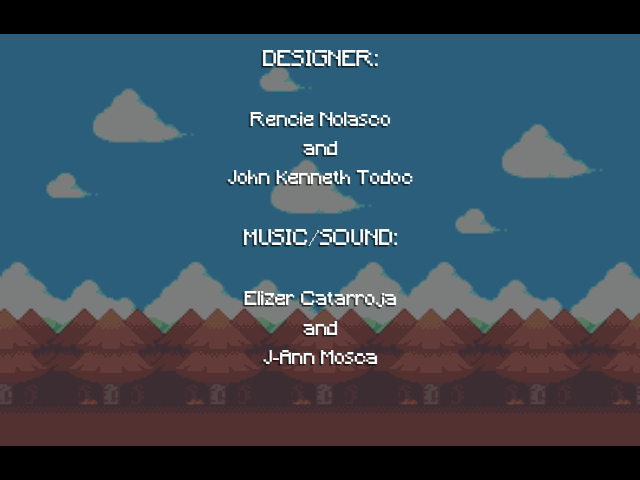 DESIGNER:
Rencie Nolasco
and
John Kenneth Todoc
MUSIC/SOUND:
Elizer Catarroja
and
J-Ann Mosca